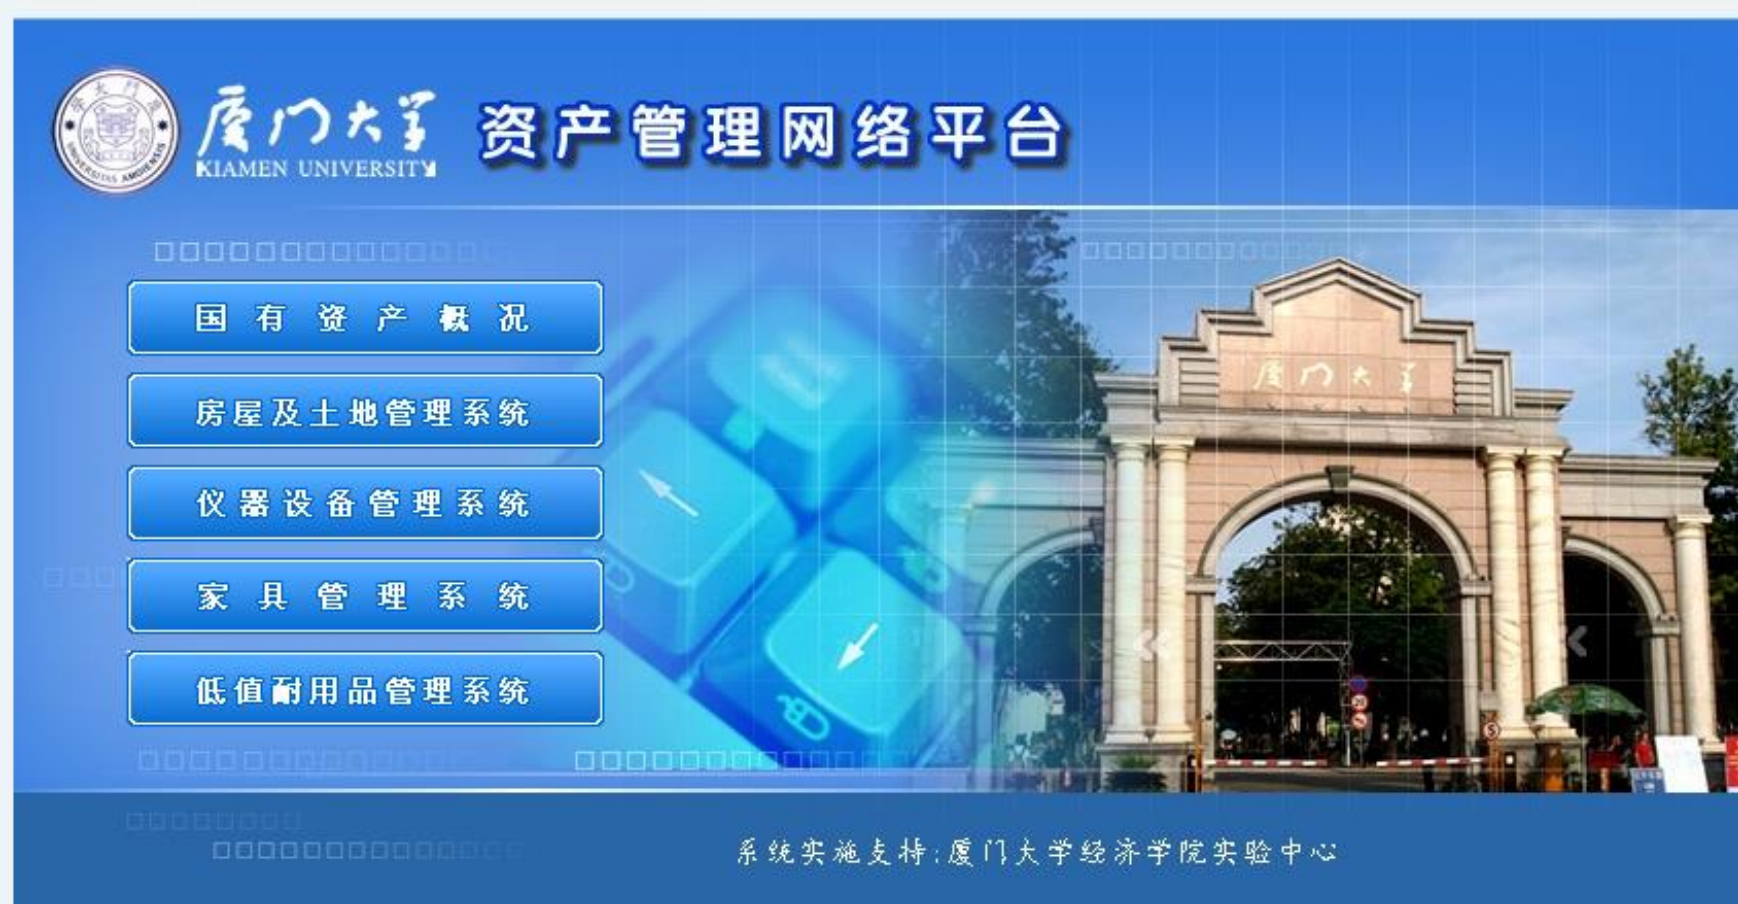 厦门大学
XIAMEN UNIVERSITY
资产管理网络平台
国有资产概况
房屋及土地管理系统
仪器设备管理系统
家具管理系统
低值耐用品管理系统
厦门大学
系统实施支持:厦门大学经济学院实验中心